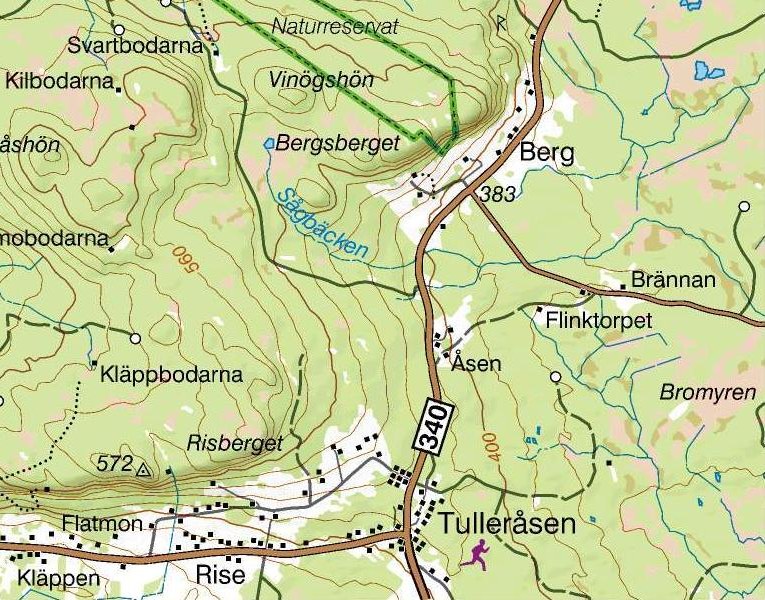 Naturreservat
R
Svartbodarna
Kilbodarna
Vinögshön
åshön
Bergsberget
Berg
383
Sågbäcken
mobodarna
560
Brännan
Flinktorpet
Åsen
Kläppbodarna
Bromyren
340
Risberget
400
572
Flatmon
Tulleråsen
Kläppen
Rise